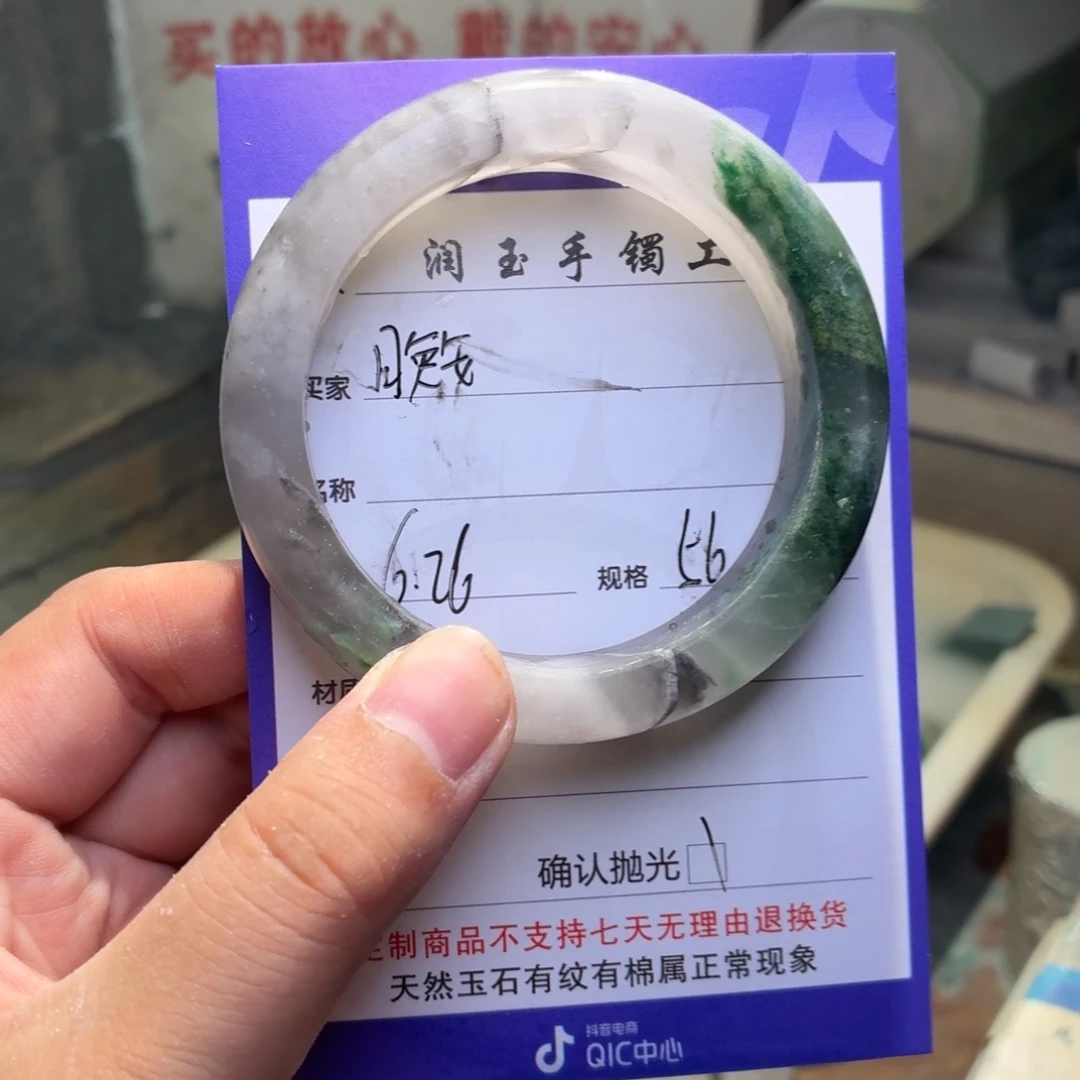 买的放心 戴的安心
润玉手镯工
买家
名称
6.26 规格 56
材质
确认抛光
定制商品不支持七天无理由退换货
天然玉石有纹有棉属正常现象
抖音电商
QIC中心